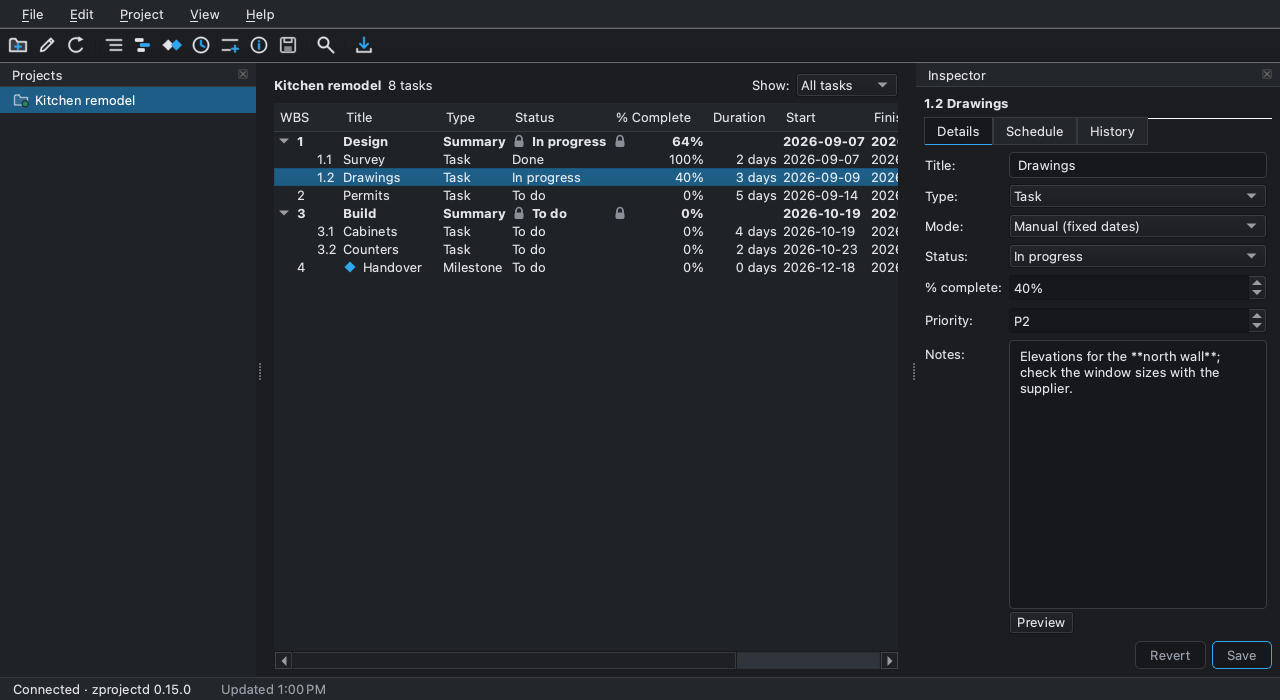 File Edit Project View Help
Projects
Kitchen remodel
Kitchen remodel 8 tasks Show: All tasks
WBS Title Type Status % Complete Duration Start
1 Design Summary In progress 64% 2026-09-07
1.1 Survey Task Done 100% 2 days 2026-09-07
1.2 Drawings Task In progress 40% 3 days 2026-09-09
2 Permits Task To do 0% 5 days 2026-09-14
3 Build Summary To do 0% 2026-10-19
3.1 Cabinets Task To do 0% 4 days 2026-10-19
3.2 Counters Task To do 0% 2 days 2026-10-23
4 Handover Milestone To do 0% 0 days 2026-12-18
Inspector
1.2 Drawings
Details Schedule History
Title: Drawings
Type: Task
Mode: Manual (fixed dates)
Status: In progress
% complete: 40%
Priority: P2
Notes: Elevations for the **north wall**;
check the window sizes with the
supplier.
Preview
Revert Save
Connected · zprojectd 0.15.0 Updated 1:00 PM